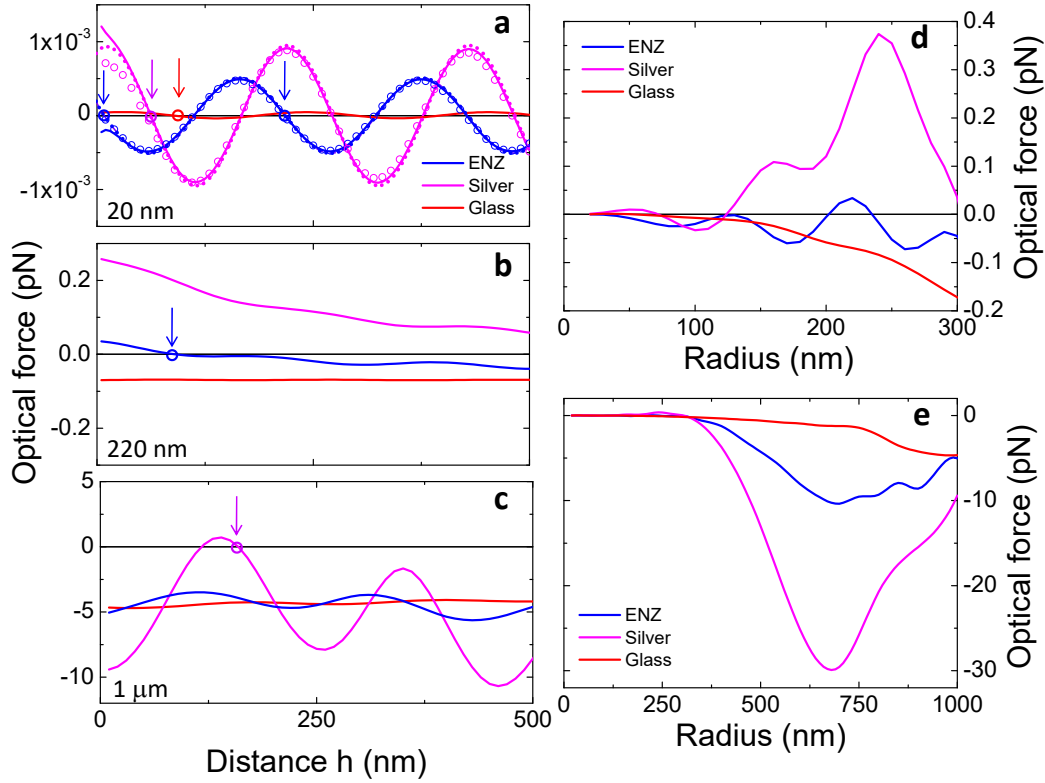 a
1x10⁻³
0
-1x10⁻³
ENZ
Silver
Glass
20 nm
b
0.2
0.0
-0.2
220 nm
c
5
0
-5
-10
1 μm
0
250
500
Distance h (nm)
Optical force (pN)
d
ENZ
Silver
Glass
0.4
0.3
0.2
0.1
0.0
-0.1
-0.2
0
100
200
300
Radius (nm)
Optical force (pN)
e
ENZ
Silver
Glass
0
-10
-20
-30
0
250
500
750
1000
Radius (nm)
Optical force (pN)